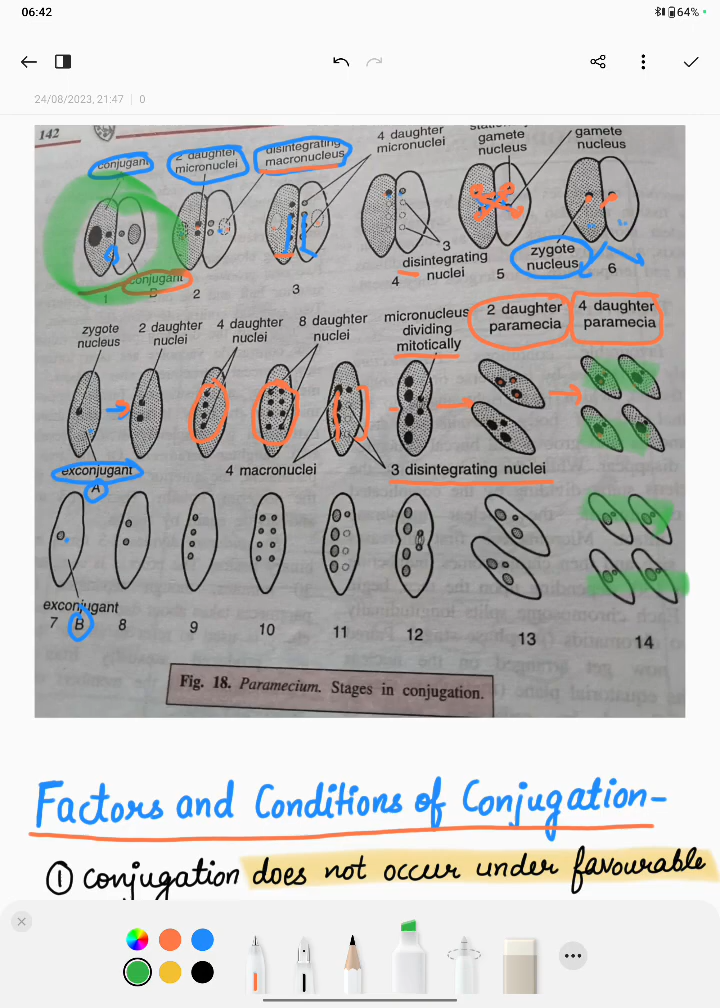 06:42
64%
24/08/2023, 21:47 | 0
142
conjugant
2 daughter
micronuclei
disintegrating
macronucleus
4 daughter
micronuclei
gamete
nucleus
gamete
nucleus
conjugant
B
3
disintegrating
nuclei
zygote
nucleus
1 2 3 4 5 6
zygote
nucleus
2 daughter
nuclei
4 daughter
nuclei
8 daughter
nuclei
micronucleus
dividing
mitotically
2 daughter
paramecia
4 daughter
paramecia
exconjugant
A
4 macronuclei
3 disintegrating nuclei
exconjugant
7 B 8 9 10 11 12 13 14
Fig. 18. Paramecium. Stages in conjugation.
Factors and Conditions of Conjugation-
① conjugation does not occur under favourable